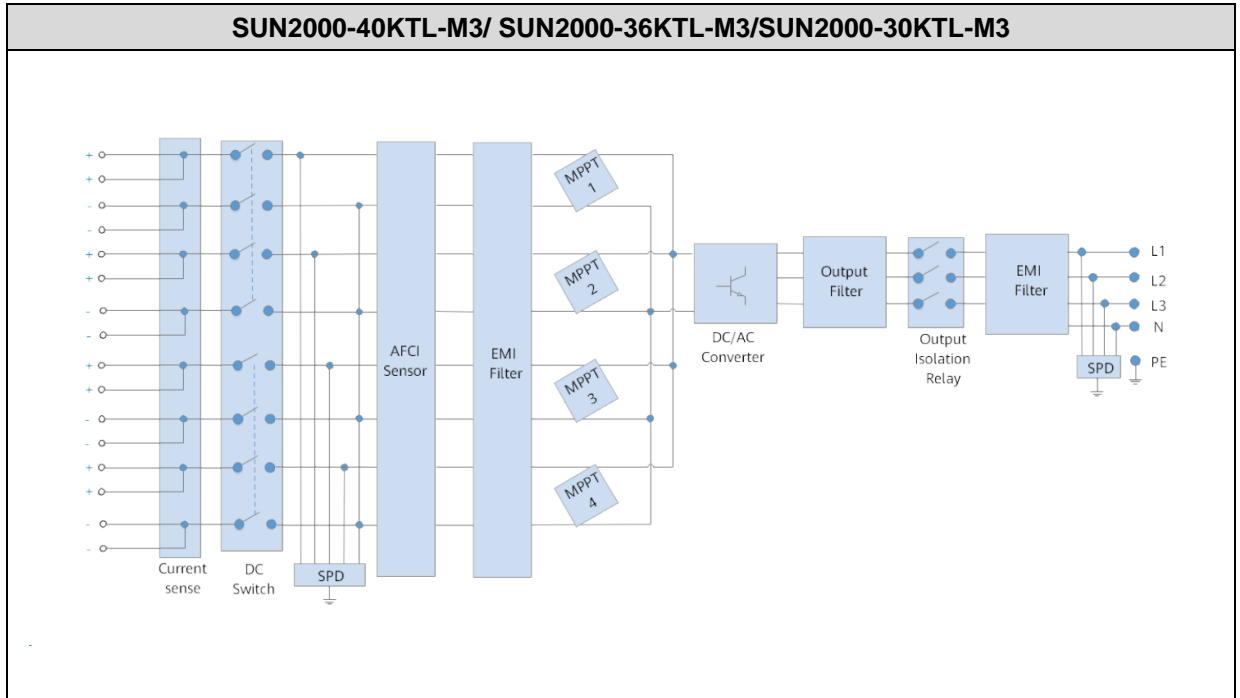 SUN2000-40KTL-M3/ SUN2000-36KTL-M3/SUN2000-30KTL-M3
+
+
-
-
+
+
-
-
+
+
-
-
+
+
-
-
Current
sense
DC
Switch
SPD
AFCI
Sensor
EMI
Filter
MPPT
1
MPPT
2
MPPT
3
MPPT
4
DC/AC
Converter
Output
Filter
Output
Isolation
Relay
EMI
Filter
SPD
L1
L2
L3
N
PE